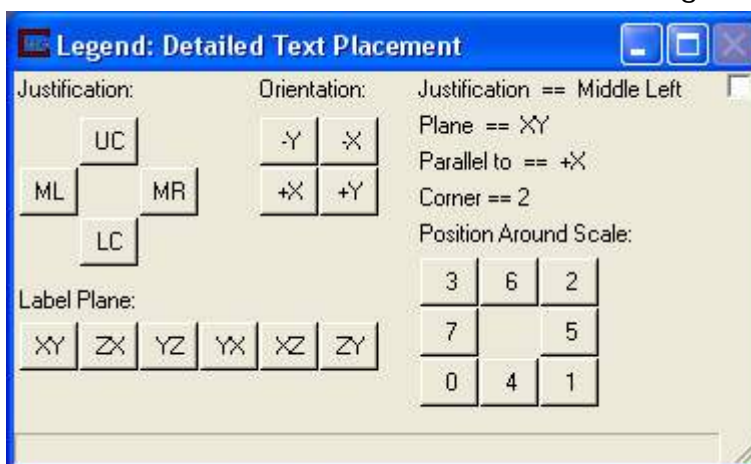 Legend: Detailed Text Placement
Justification:
UC
ML MR
LC
Orientation:
-Y -X
+X +Y
Label Plane:
XY ZX YZ YX XZ ZY
Justification == Middle Left
Plane == XY
Parallel to == +X
Corner == 2
Position Around Scale:
3 6 2
7 5
0 4 1